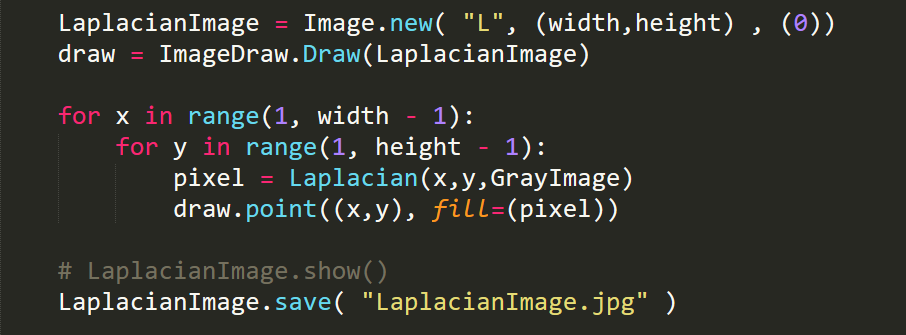 LaplacianImage = Image.new( "L", (width,height) , (0))
draw = ImageDraw.Draw(LaplacianImage)
for x in range(1, width - 1):
for y in range(1, height - 1):
pixel = Laplacian(x,y,GrayImage)
draw.point((x,y), fill=(pixel))
# LaplacianImage.show()
LaplacianImage.save( "LaplacianImage.jpg" )